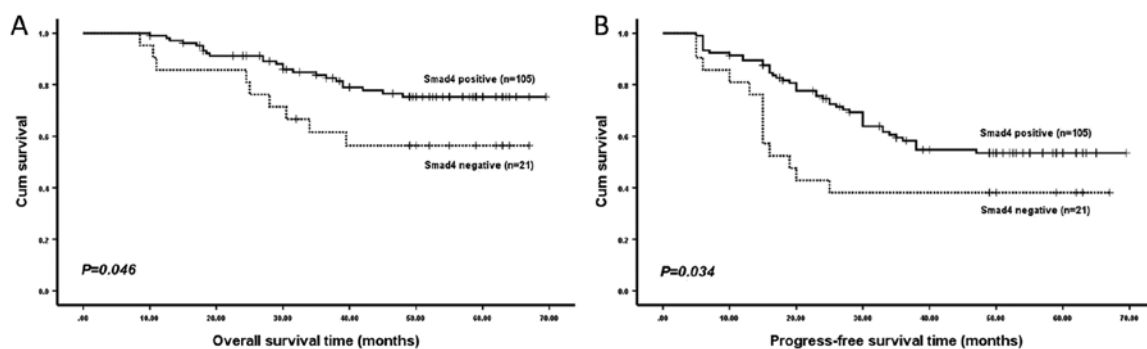 A
Cum survival
1.0
0.8
0.6
0.4
0.2
0.0
Smad4 positive (n=105)
Smad4 negative (n=21)
P=0.046
.00 10.00 20.00 30.00 40.00 50.00 60.00 70.00
Overall survival time (months)
B
Cum survival
1.0
0.8
0.6
0.4
0.2
0.0
Smad4 positive (n=105)
Smad4 negative (n=21)
P=0.034
.00 10.00 20.00 30.00 40.00 50.00 60.00 70.00
Progress-free survival time (months)